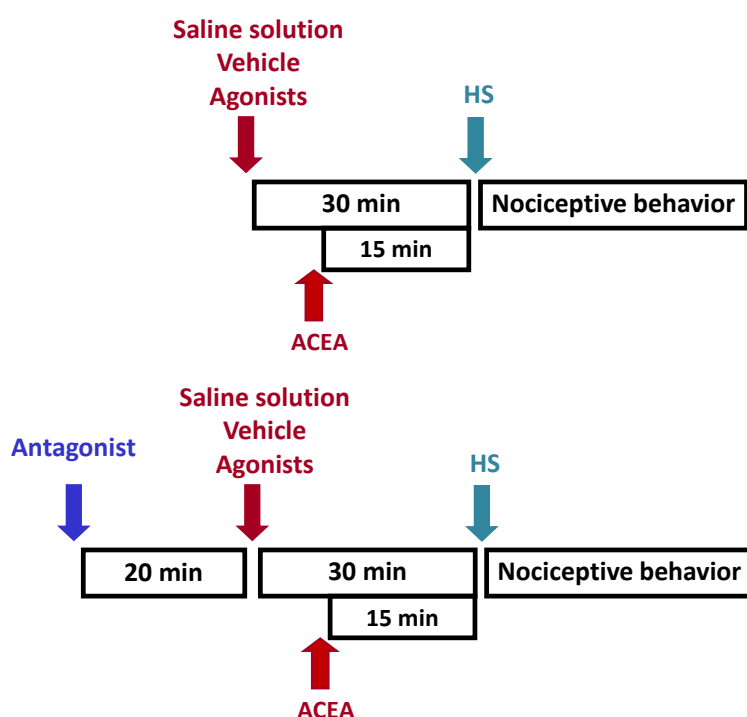 Saline solution
Vehicle
Agonists
HS
30 min
Nociceptive behavior
15 min
ACEA
Saline solution
Vehicle
Agonists
Antagonist
HS
20 min
30 min
Nociceptive behavior
15 min
ACEA